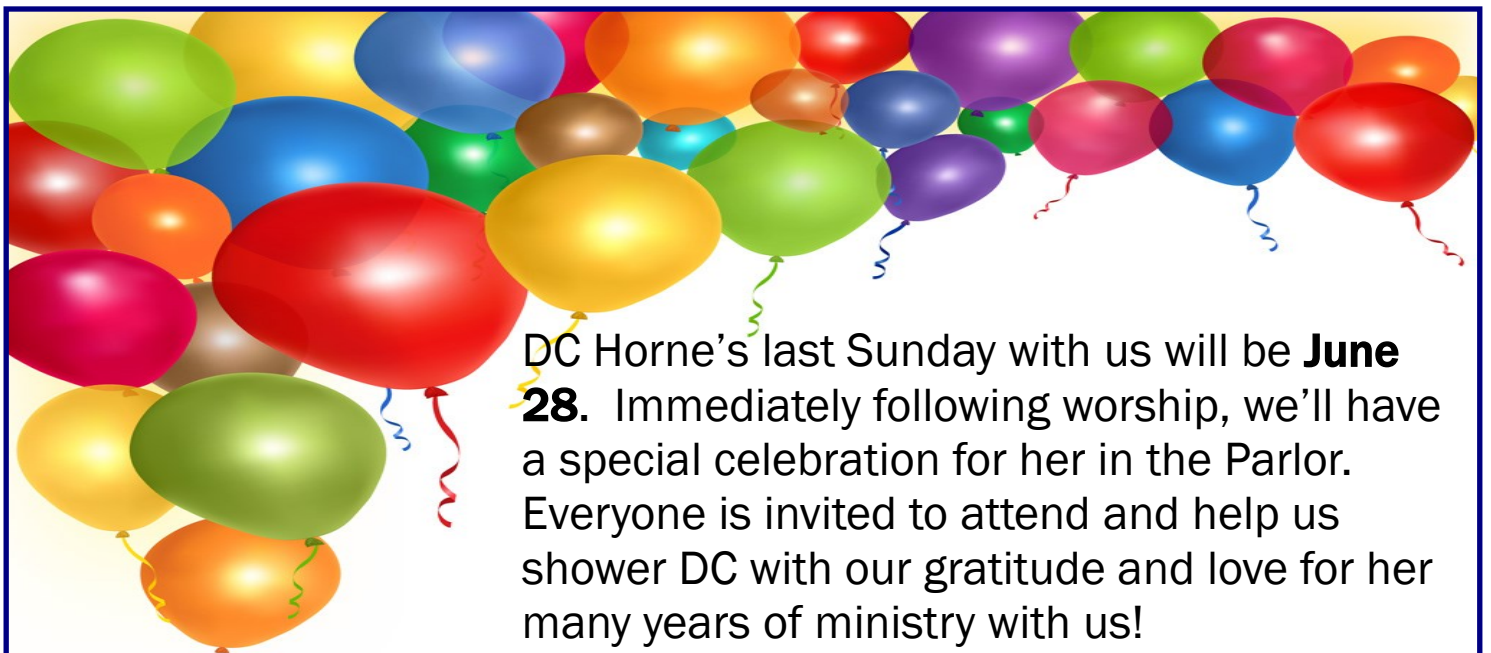 DC Horne’s last Sunday with us will be June
28.  Immediately following worship, we’ll have
a special celebration for her in the Parlor.
Everyone is invited to attend and help us
shower DC with our gratitude and love for her
many years of ministry with us!